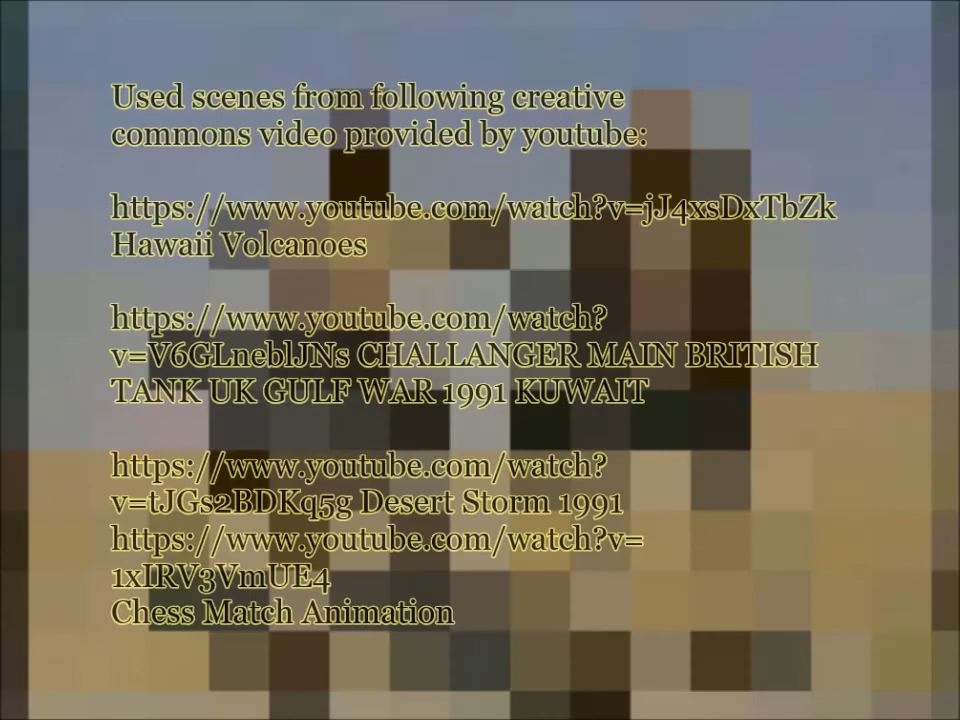 Used scenes from following creative
commons video provided by youtube:
https://www.youtube.com/watch?v=jJ4xsDxTbZk
Hawaii Volcanoes
https://www.youtube.com/watch?
v=V6GLneblJNs CHALLANGER MAIN BRITISH
TANK UK GULF WAR 1991 KUWAIT
https://www.youtube.com/watch?
v=tJGs2BDKq5g Desert Storm 1991
https://www.youtube.com/watch?v=
1xIRV3VmUE4
Chess Match Animation